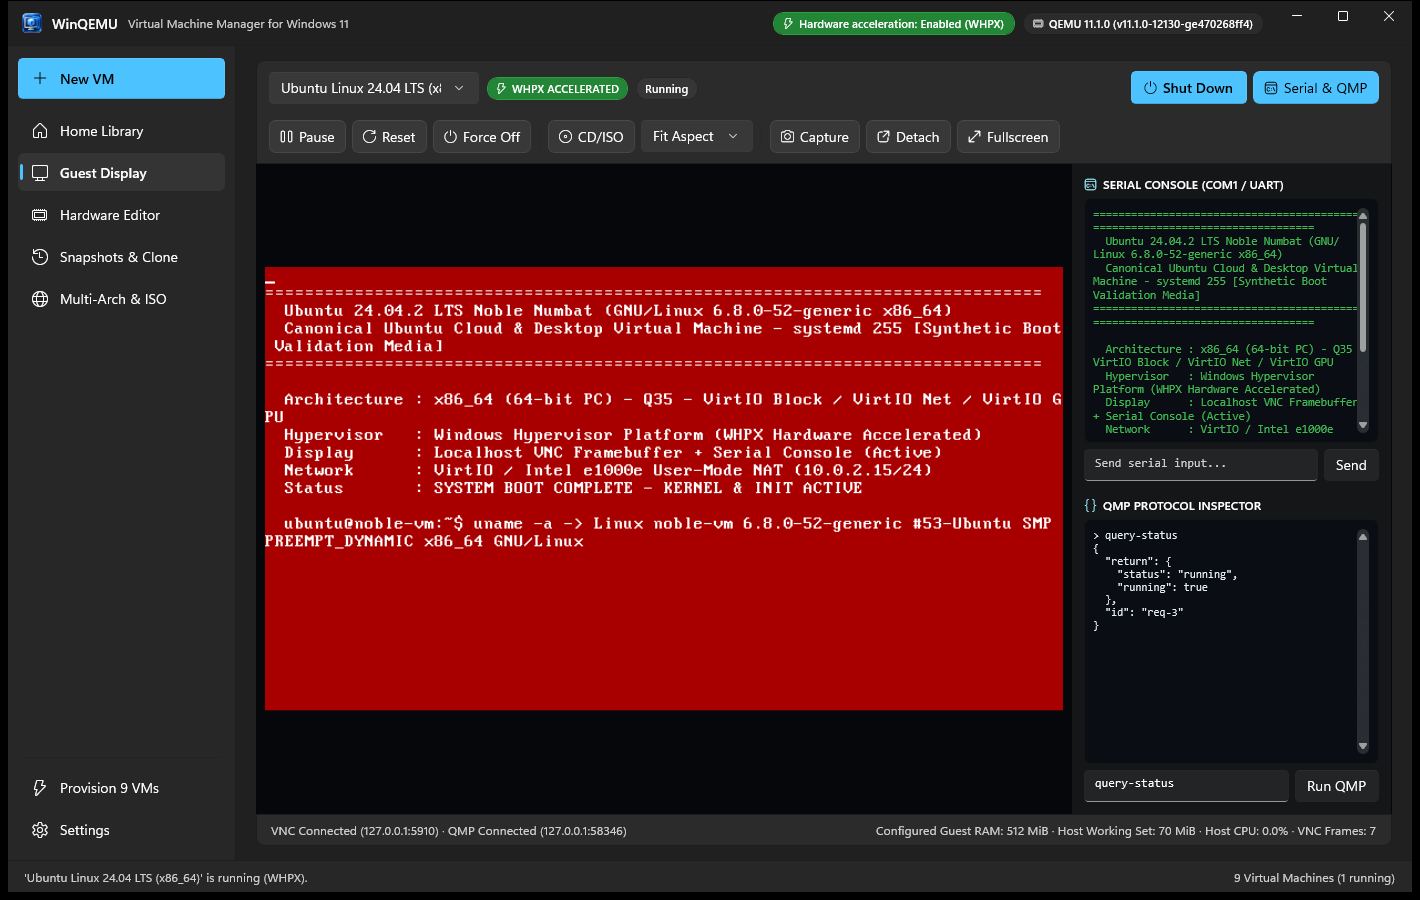 WinQEMU Virtual Machine Manager for Windows 11
Hardware acceleration: Enabled (WHPX)
QEMU 11.1.0 (v11.1.0-12130-ge470268ff4)
New VM
Home Library
Guest Display
Hardware Editor
Snapshots & Clone
Multi-Arch & ISO
Provision 9 VMs
Settings
Ubuntu Linux 24.04 LTS (x
WHPX ACCELERATED
Running
Shut Down
Serial & QMP
Pause
Reset
Force Off
CD/ISO
Fit Aspect
Capture
Detach
Fullscreen
==============================================================================
Ubuntu 24.04.2 LTS Noble Numbat (GNU/Linux 6.8.0-52-generic x86_64)
Canonical Ubuntu Cloud & Desktop Virtual Machine - systemd 255 [Synthetic Boot
Validation Media]
==============================================================================
Architecture : x86_64 (64-bit PC) - Q35 - VirtIO Block / VirtIO Net / VirtIO G
PU
Hypervisor : Windows Hypervisor Platform (WHPX Hardware Accelerated)
Display : Localhost VNC Framebuffer + Serial Console (Active)
Network : VirtIO / Intel e1000e User-Mode NAT (10.0.2.15/24)
Status : SYSTEM BOOT COMPLETE - KERNEL & INIT ACTIVE
ubuntu@noble-vm:~$ uname -a -> Linux noble-vm 6.8.0-52-generic #53-Ubuntu SMP
PREEMPT_DYNAMIC x86_64 GNU/Linux
SERIAL CONSOLE (COM1 / UART)
===========================================
====================================
Ubuntu 24.04.2 LTS Noble Numbat (GNU/
Linux 6.8.0-52-generic x86_64)
Canonical Ubuntu Cloud & Desktop Virtual
Machine - systemd 255 [Synthetic Boot
Validation Media]
===========================================
====================================
Architecture : x86_64 (64-bit PC) - Q35
VirtIO Block / VirtIO Net / VirtIO GPU
Hypervisor : Windows Hypervisor
Platform (WHPX Hardware Accelerated)
Display : Localhost VNC Framebuffer
+ Serial Console (Active)
Network : VirtIO / Intel e1000e
Send serial input...
Send
{} QMP PROTOCOL INSPECTOR
> query-status
{
"return": {
"status": "running",
"running": true
},
"id": "req-3"
}
query-status
Run QMP
VNC Connected (127.0.0.1:5910) · QMP Connected (127.0.0.1:58346)
Configured Guest RAM: 512 MiB · Host Working Set: 70 MiB · Host CPU: 0.0% · VNC Frames: 7
'Ubuntu Linux 24.04 LTS (x86_64)' is running (WHPX).
9 Virtual Machines (1 running)